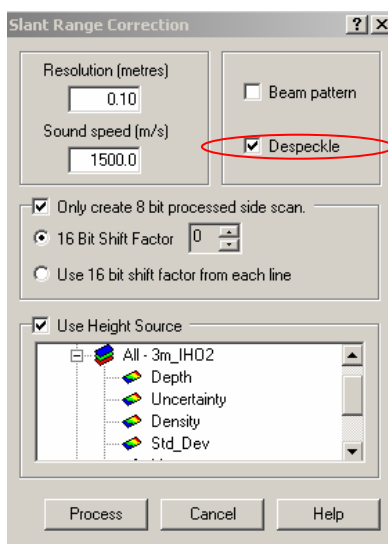 Slant Range Correction
Resolution (metres)
0.10
Sound speed (m/s)
1500.0
Beam pattern
Despeckle
Only create 8 bit processed side scan.
16 Bit Shift Factor 0
Use 16 bit shift factor from each line
Use Height Source
All - 3m_IHO2
Depth
Uncertainty
Density
Std_Dev
Process Cancel Help